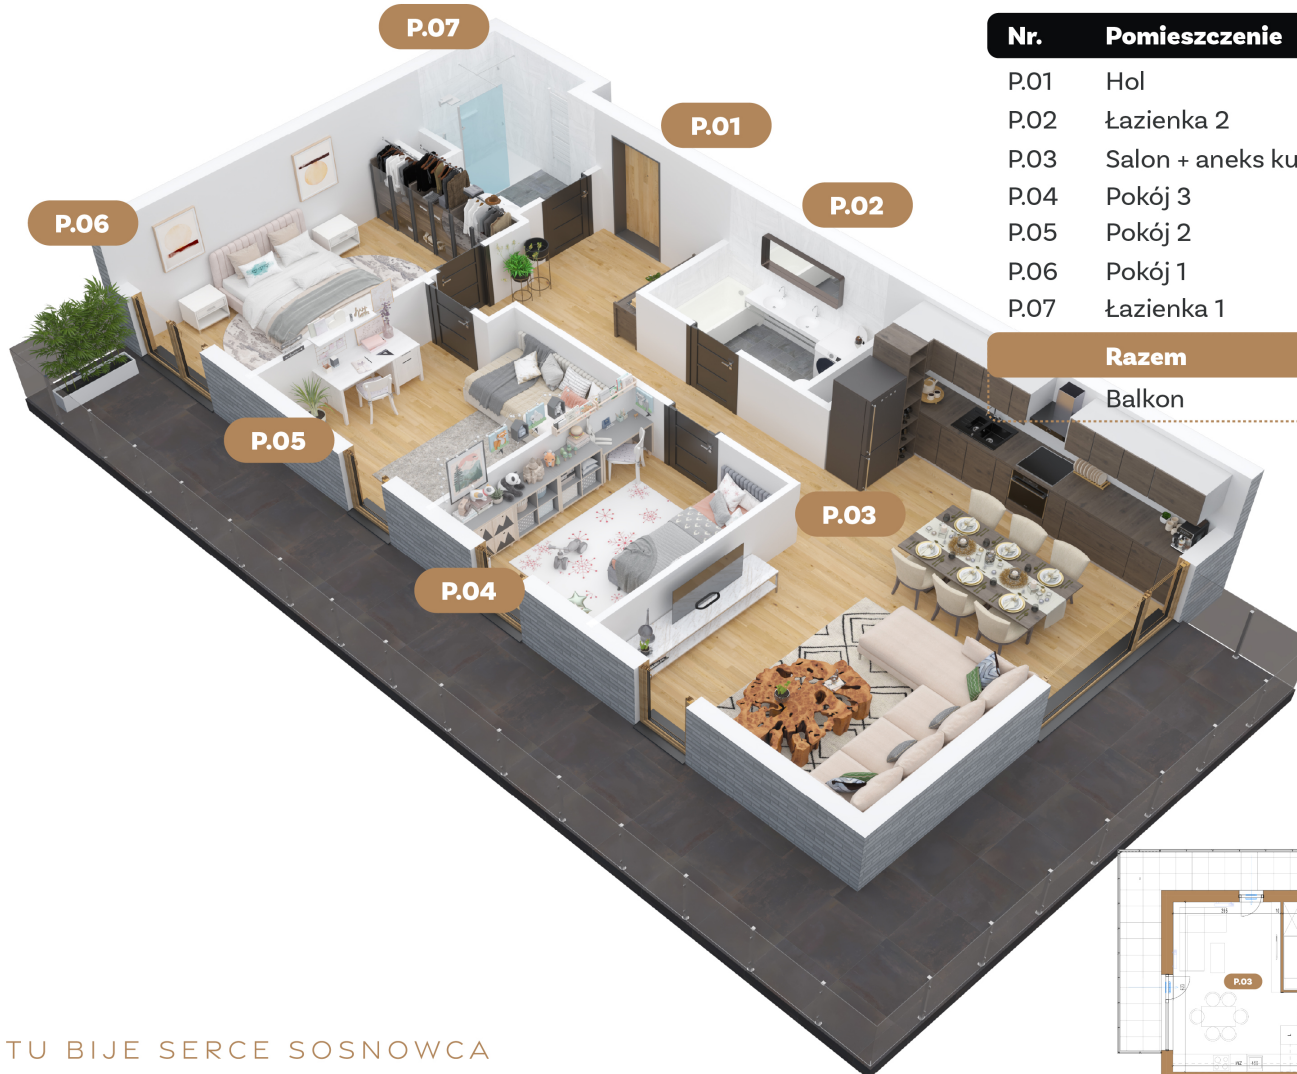 P.07
P.01
P.02
P.06
P.05
P.03
P.04
Nr. Pomieszczenie
P.01 Hol
P.02 Łazienka 2
P.03 Salon + aneks ku
P.04 Pokój 3
P.05 Pokój 2
P.06 Pokój 1
P.07 Łazienka 1
Razem
Balkon
P.03
TU BIJE SERCE SOSNOWCA